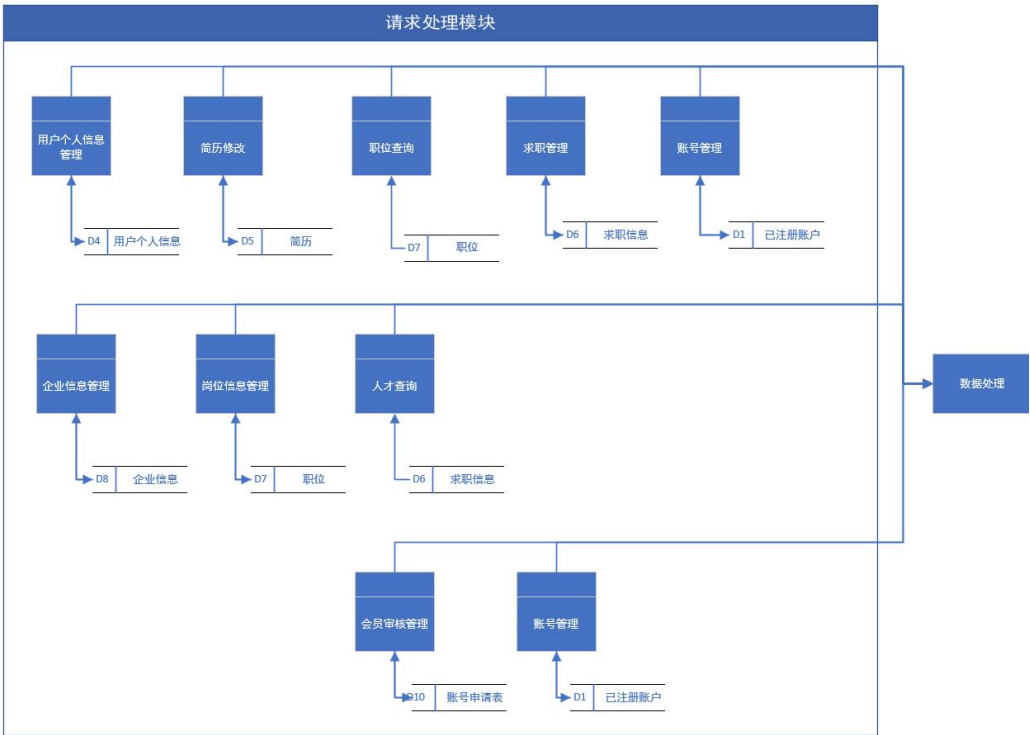 请求处理模块
用户个人信息
管理
简历修改
职位查询
求职管理
账号管理
D4 用户个人信息
D5 简历
D7 职位
D6 求职信息
D1 已注册账户
企业信息管理
岗位信息管理
人才查询
数据处理
D8 企业信息
D7 职位
D6 求职信息
会员审核管理
账号管理
D10 账号申请表
D1 已注册账户